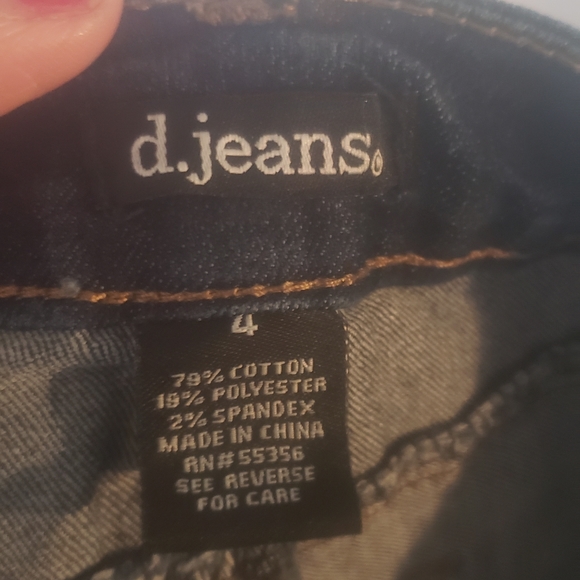 d.jeans
4
79% COTTON
19% POLYESTER
2% SPANDEX
MADE IN CHINA
RN#55356
SEE REVERSE
FOR CARE